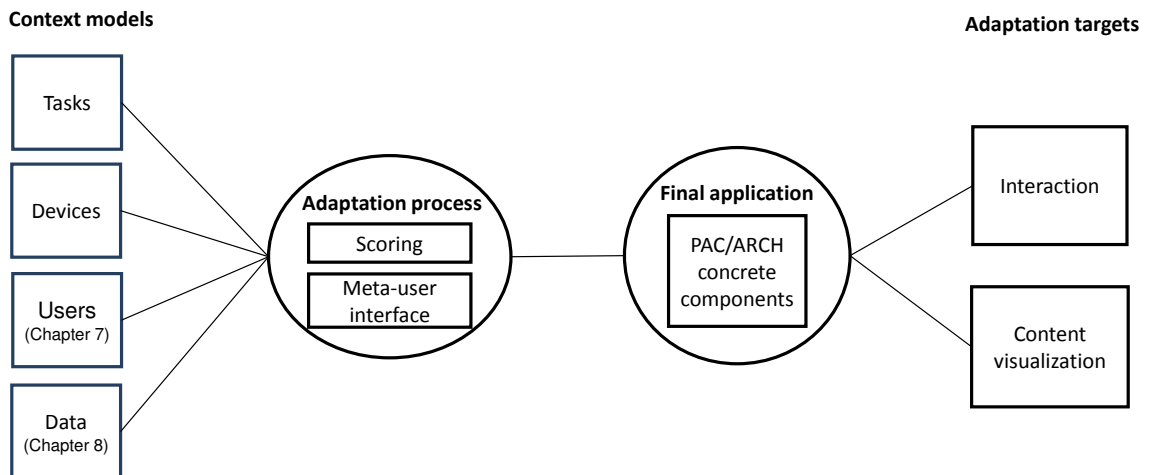 Context models
Adaptation targets
Tasks
Devices
Users
(Chapter 7)
Data
(Chapter 8)
Adaptation process
Scoring
Meta-user
interface
Final application
PAC/ARCH
concrete
components
Interaction
Content
visualization